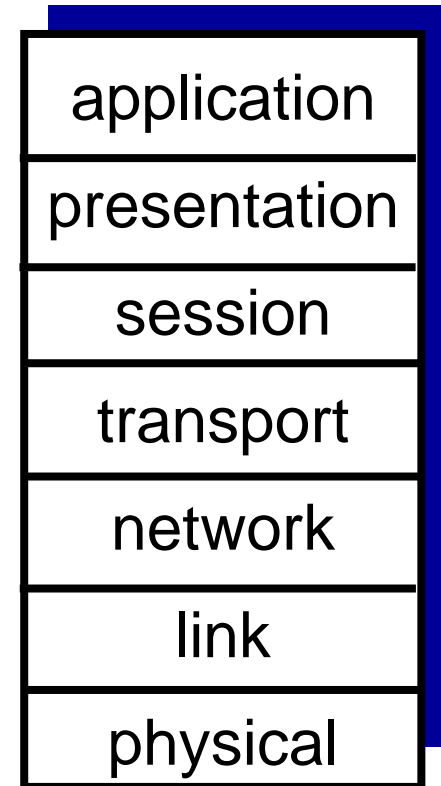 application
presentation
session
transport
network
link
physical